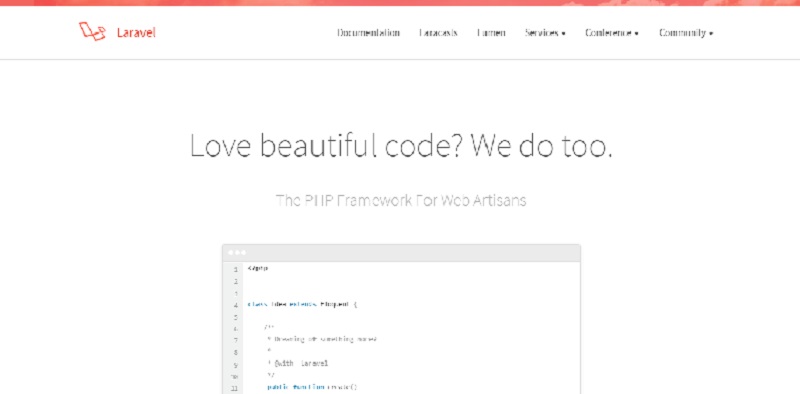 Laravel
Documentation Laracasts Lumen Services Conference Community
Love beautiful code? We do too.
The PHP Framework For Web Artisans
1 <?php
2
3
4 class Idea extends Eloquent {
5
6 /**
7 * Dreaming of something more?
8 *
9 * @with Laravel
10 */
11 public function create()